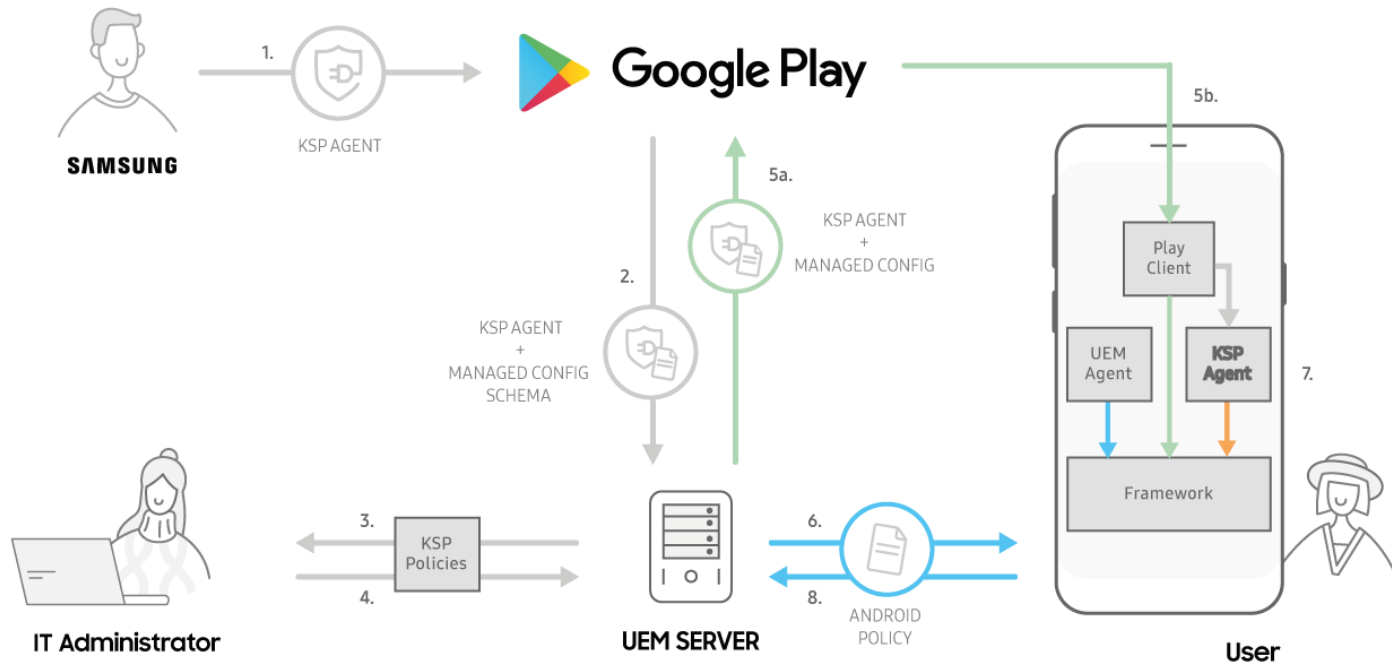 1.
KSP AGENT
SAMSUNG
Google Play
5b.
5a.
KSP AGENT
+
MANAGED CONFIG
2.
KSP AGENT
+
MANAGED CONFIG
SCHEMA
Play
Client
UEM
Agent
KSP
Agent
7.
Framework
3.
KSP
Policies
4.
6.
8.
ANDROID
POLICY
IT Administrator
UEM SERVER
User